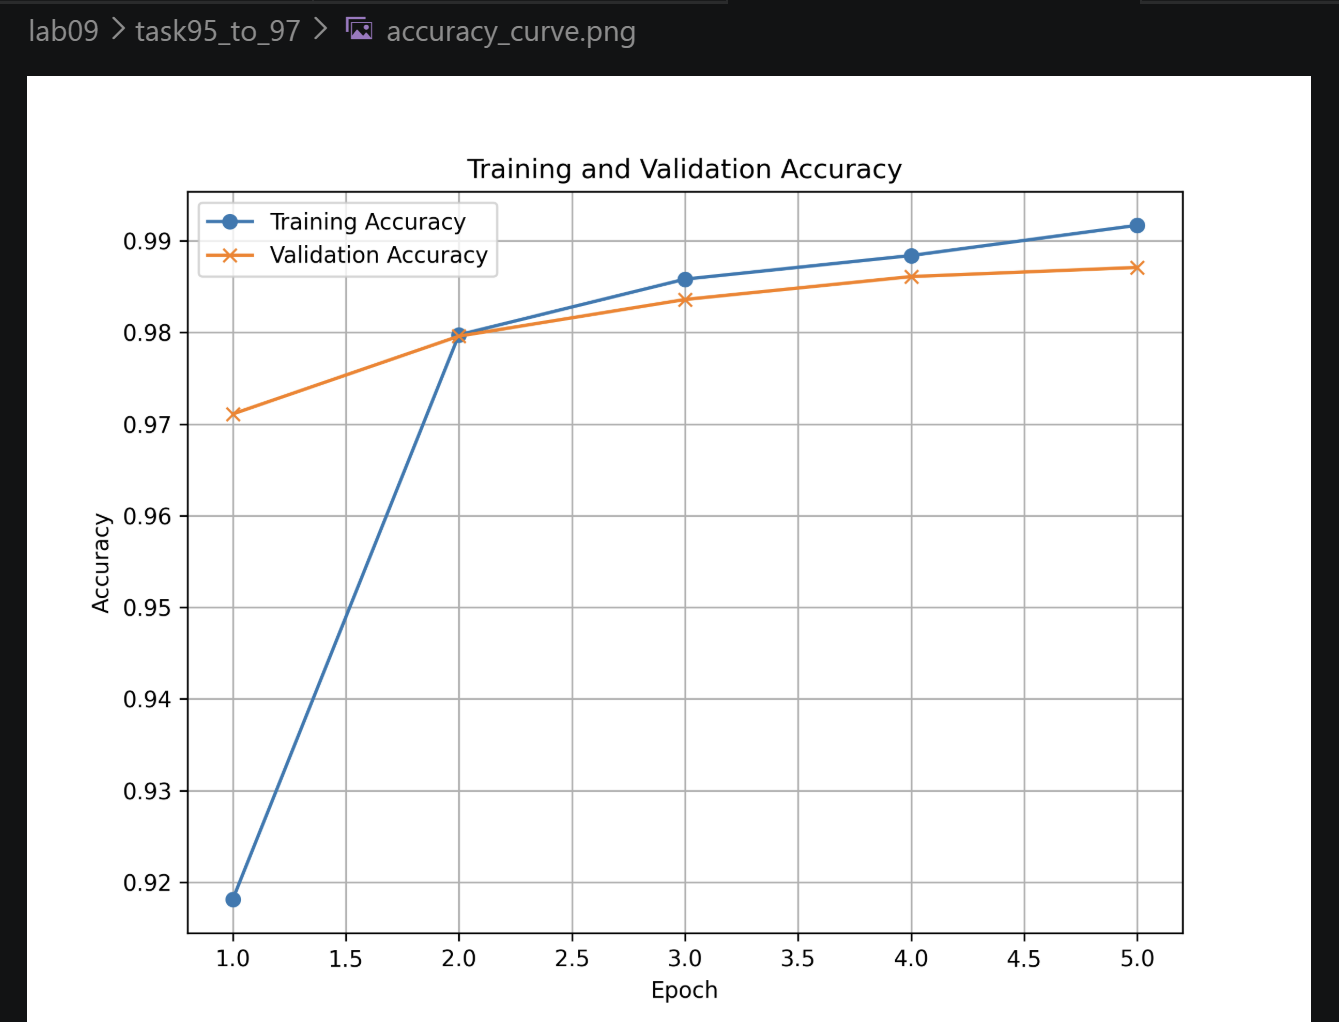 lab09 > task95_to_97 > accuracy_curve.png
Training and Validation Accuracy
Training Accuracy
Validation Accuracy
0.99
0.98
0.97
0.96
0.95
0.94
0.93
0.92
Accuracy
1.0 1.5 2.0 2.5 3.0 3.5 4.0 4.5 5.0
Epoch